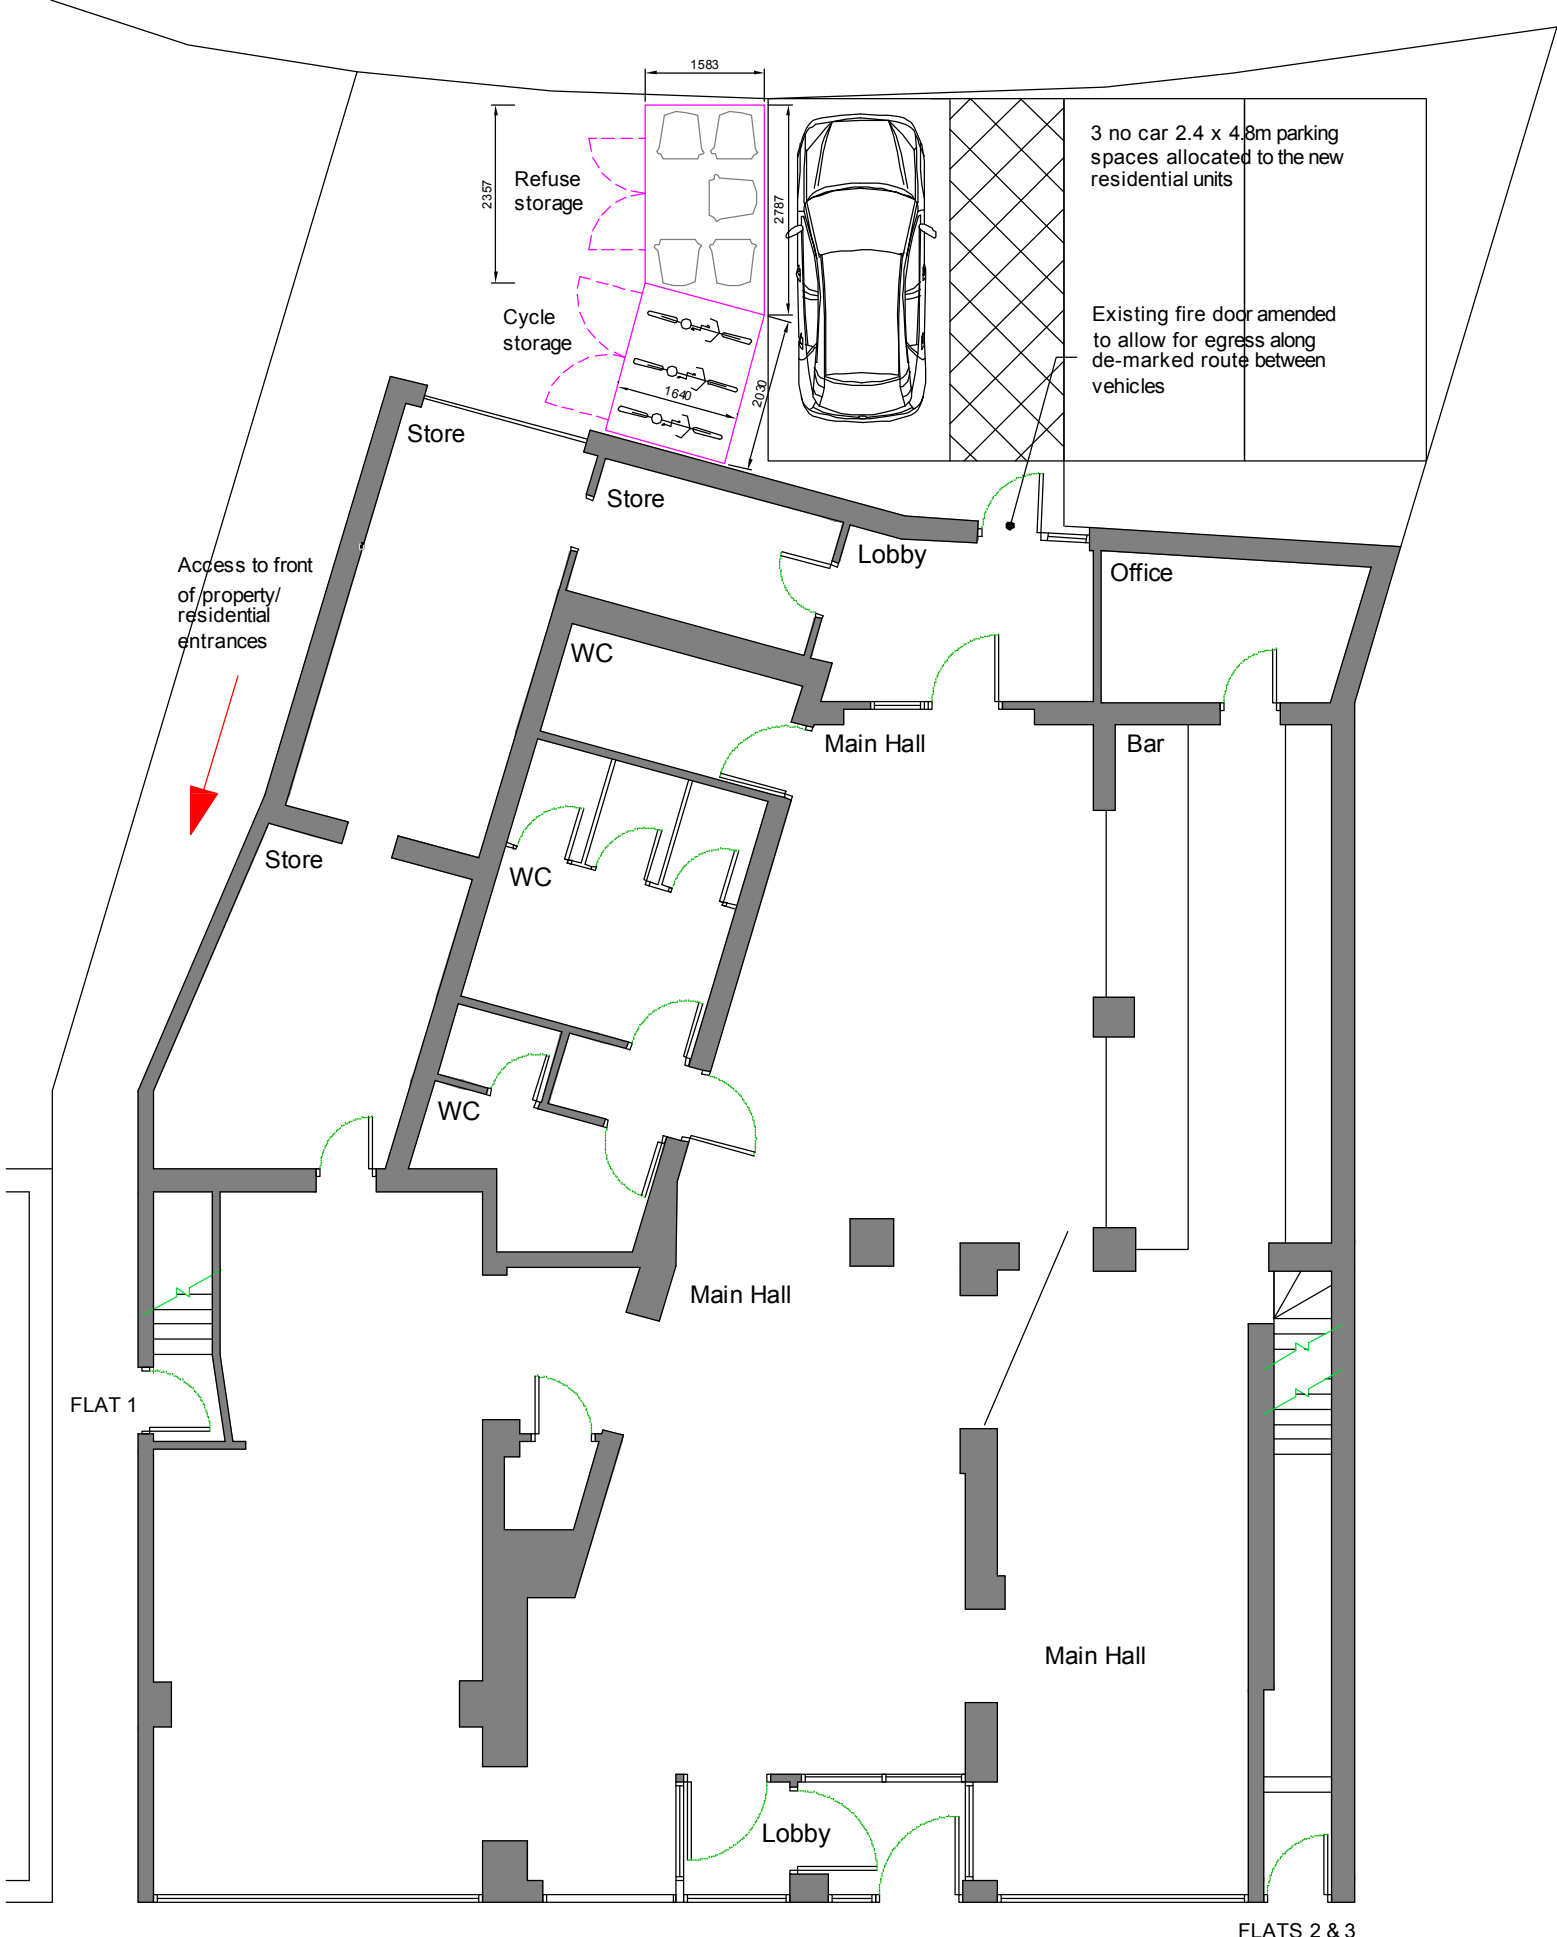 1583
3 no car 2.4 x 4.8m parking
spaces allocated to the new
residential units
2357
Refuse
storage
2787
Cycle
storage
Existing fire door amended
to allow for egress along
de-marked route between
vehicles
1640
2030
Store
Store
Lobby
Office
Access to front
of property/
residential
entrances
WC
Main Hall
Bar
Store
WC
WC
Main Hall
FLAT 1
Main Hall
Lobby
FLATS 2 & 3